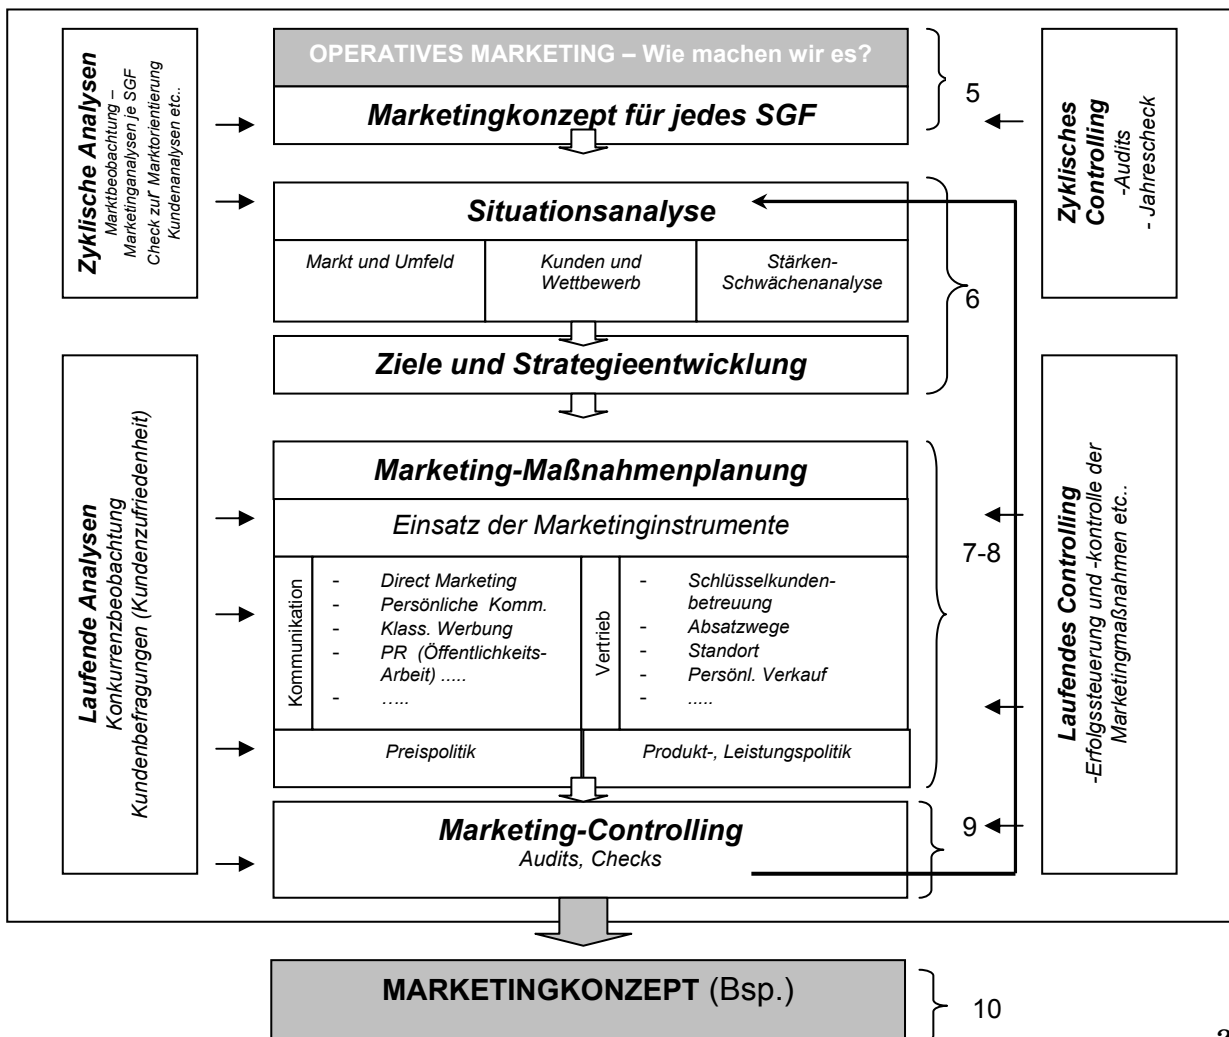 OPERATIVES MARKETING – Wie machen wir es?
Marketingkonzept für jedes SGF
5
Zyklische Analysen
Marktbeobachtung –
Marketinganalysen je SGF
Check zur Marktorientierung
Kundenanalysen etc..
Zyklisches
Controlling
-Audits
- Jahrescheck
Situationsanalyse
Markt und Umfeld
Kunden und
Wettbewerb
Stärken-
Schwächenanalyse
6
Ziele und Strategieentwicklung
Laufende Analysen
Konkurrenzbeobachtung
Kundenbefragungen (Kundenzufriedenheit)
Marketing-Maßnahmenplanung
Einsatz der Marketinginstrumente
Kommunikation
- Direct Marketing
- Persönliche Komm.
- Klass. Werbung
- PR (Öffentlichkeits-
Arbeit) .....
- .....
Vertrieb
- Schlüsselkunden-
betreuung
- Absatzwege
- Standort
- Persönl. Verkauf
- .....
Preispolitik
Produkt-, Leistungspolitik
7-8
Laufendes Controlling
-Erfolgssteuerung und -kontrolle der
Marketingmaßnahmen etc..
Marketing-Controlling
Audits, Checks
9
MARKETINGKONZEPT (Bsp.)
10